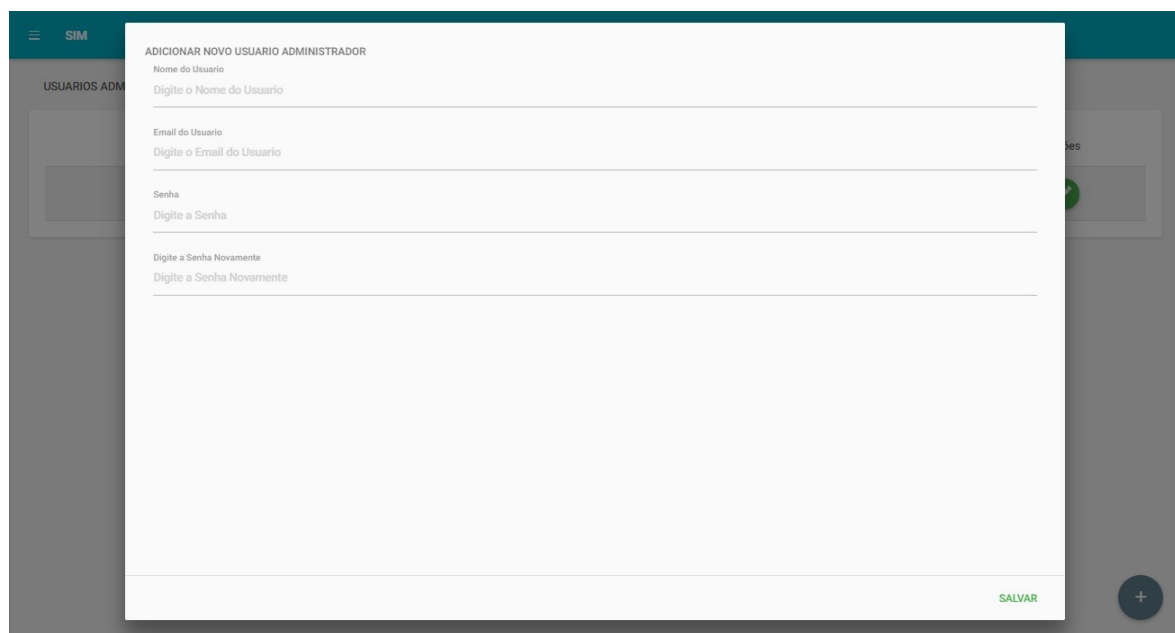 SIM
ADICIONAR NOVO USUARIO ADMINISTRADOR
Nome do Usuario
Digite o Nome do Usuario
USUARIOS ADM
Email do Usuario
Digite o Email do Usuario
ões
Senha
Digite a Senha
Digite a Senha Novamente
Digite a Senha Novamente
SALVAR
+